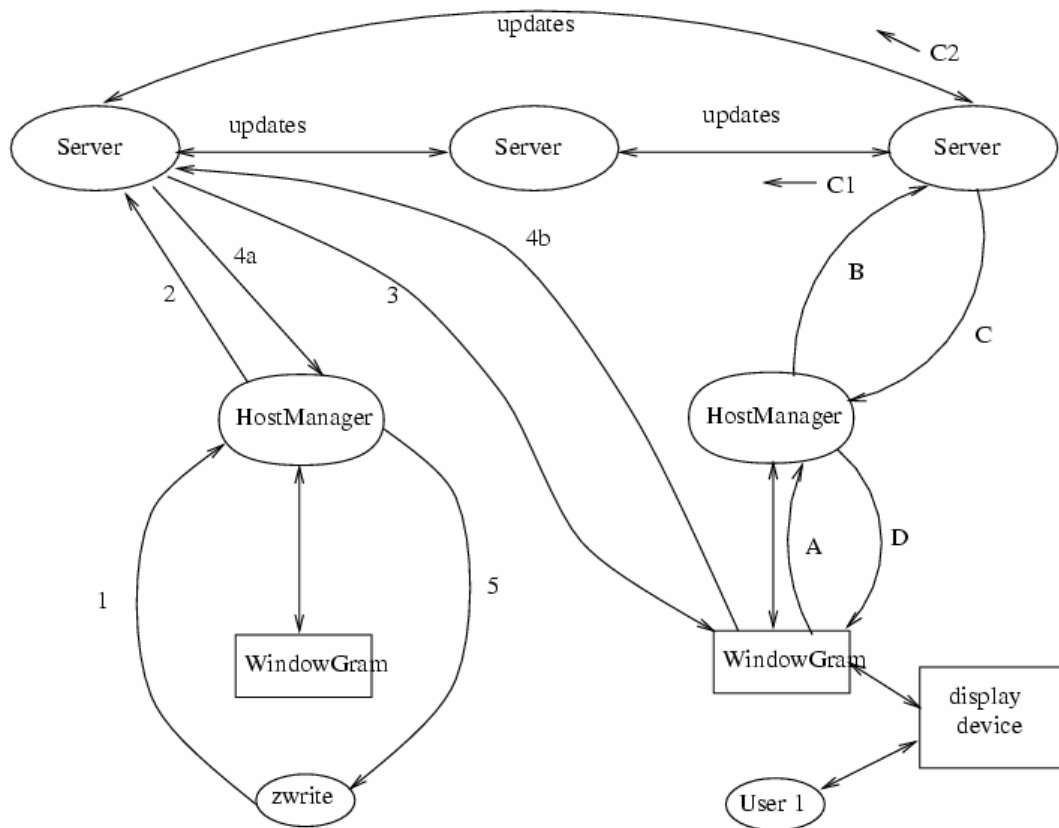 updates
C2
updates
updates
Server
Server
Server
C1
4b
4a
2
3
B
C
HostManager
HostManager
A
D
1
5
WindowGram
WindowGram
display
device
zwrite
User 1